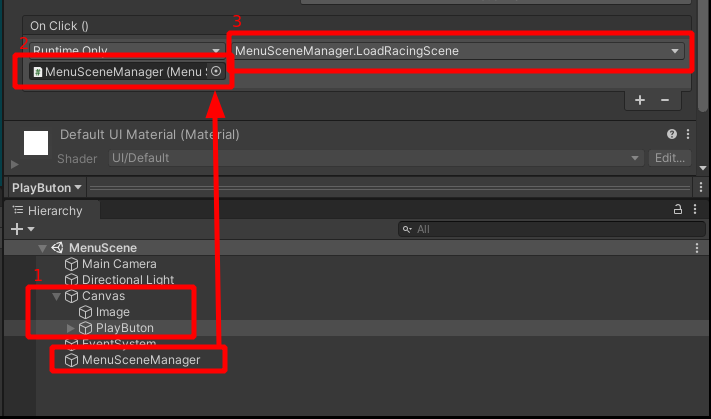 On Click ()
3
2
Runtime Only
MenuSceneManager.LoadRacingScene
MenuSceneManager (Menu S
+ −
Default UI Material (Material)
Shader
UI/Default
Edit...
PlayButon
Hierarchy
All
MenuScene
Main Camera
1
Directional Light
Canvas
Image
PlayButon
EventSystem
MenuSceneManager